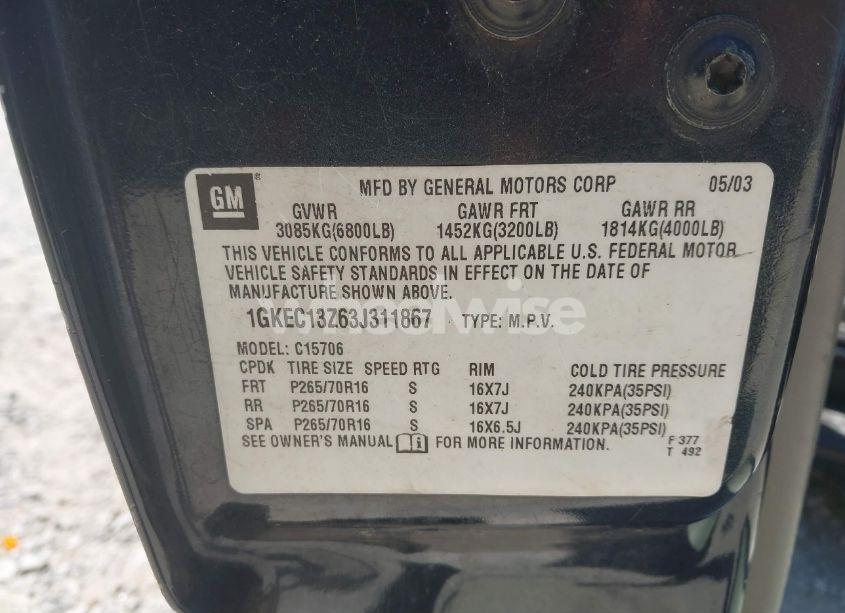 GM ®
MFD BY GENERAL MOTORS CORP 05/03
GVWR GAWR FRT GAWR RR
3085KG(6800LB) 1452KG(3200LB) 1814KG(4000LB)
THIS VEHICLE CONFORMS TO ALL APPLICABLE U.S. FEDERAL MOTOR
VEHICLE SAFETY STANDARDS IN EFFECT ON THE DATE OF
MANUFACTURE SHOWN ABOVE.
1GKEC13Z63J311867 TYPE: M.P.V.
MODEL: C15706
CPDK TIRE SIZE SPEED RTG RIM COLD TIRE PRESSURE
FRT P265/70R16 S 16X7J 240KPA(35PSI)
RR P265/70R16 S 16X7J 240KPA(35PSI)
SPA P265/70R16 S 16X6.5J 240KPA(35PSI)
SEE OWNER'S MANUAL i FOR MORE INFORMATION. F 377
T 492